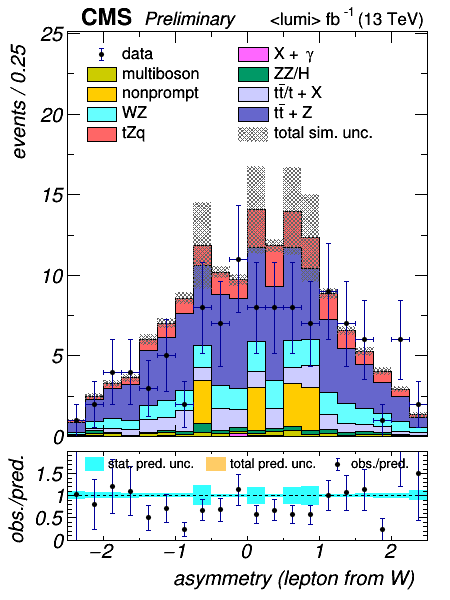 CMS Preliminary <lumi> fb⁻¹ (13 TeV)
events / 0.25
25
20
15
10
5
0
data
multiboson
nonprompt
WZ
tZq
X + γ
ZZ/H
tt̄/t + X
tt̄ + Z
total sim. unc.
obs./pred.
1.5
1
0.5
0
stat. pred. unc. total pred. unc. obs./pred.
−2 −1 0 1 2
asymmetry (lepton from W)